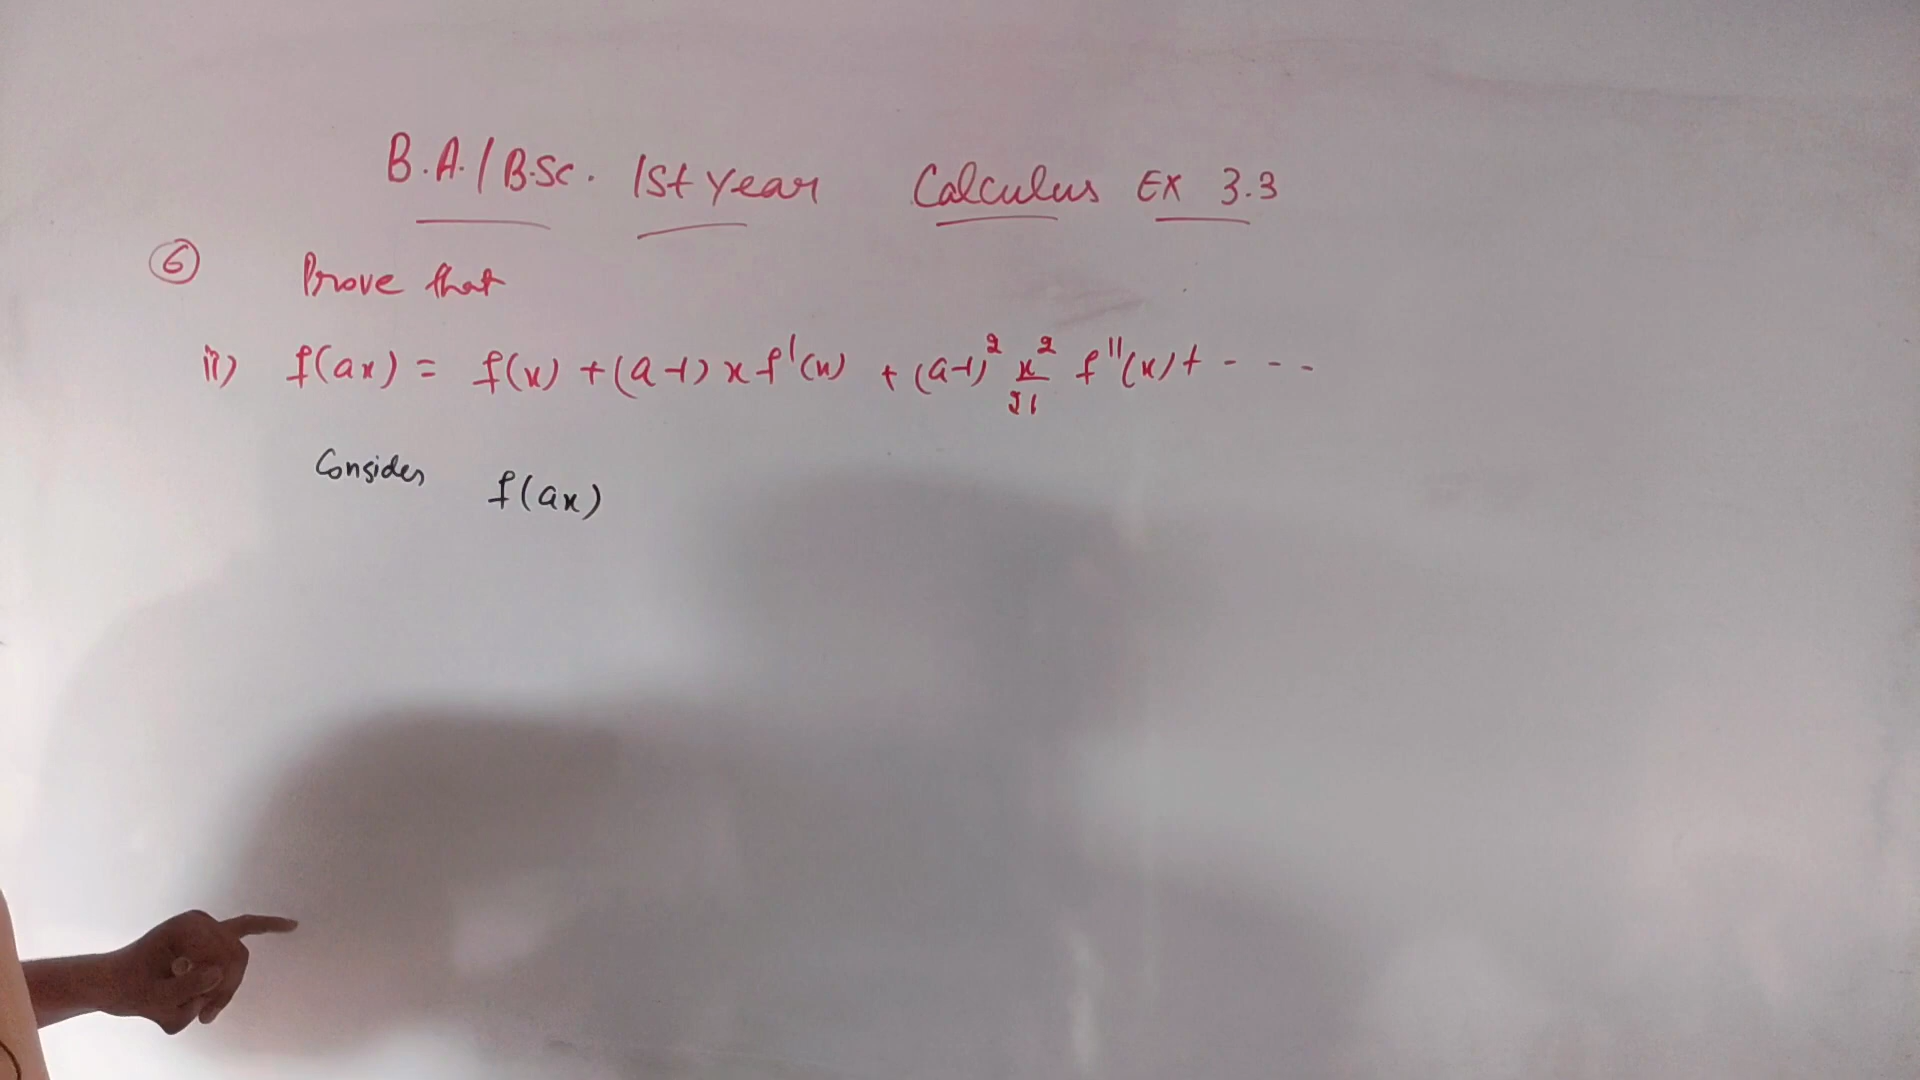 B.A./B.Sc. 1st year Calculus EX 3.3
6 Prove that
ii) f(ax) = f(x) + (a-1) x f'(x) + (a-1)² x²/2! f''(x) + - - - -
Consider f(ax)